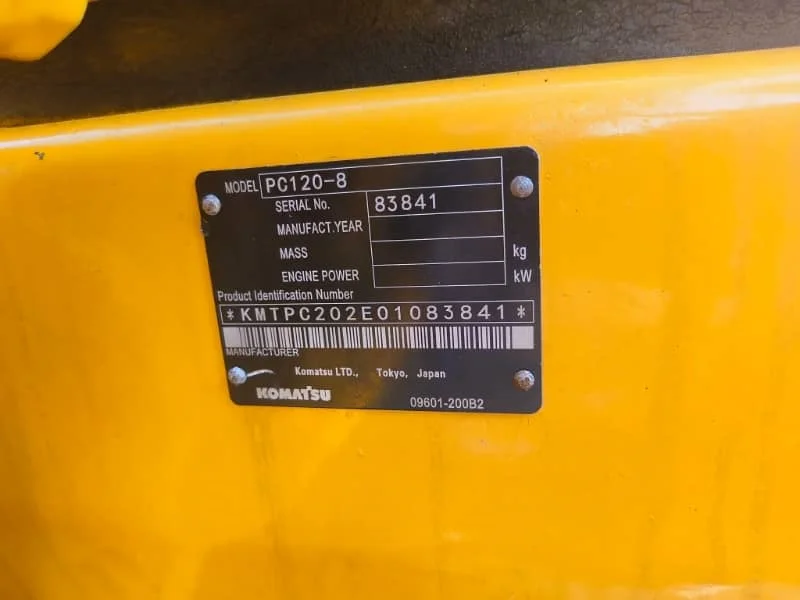 MODEL PC120-8
SERIAL No. 83841
MANUFACT.YEAR
MASS kg
ENGINE POWER kW
Product Identification Number
*KMTPC202E01083841*
MANUFACTURER
Komatsu LTD., Tokyo, Japan
KOMATSU
09601-200B2